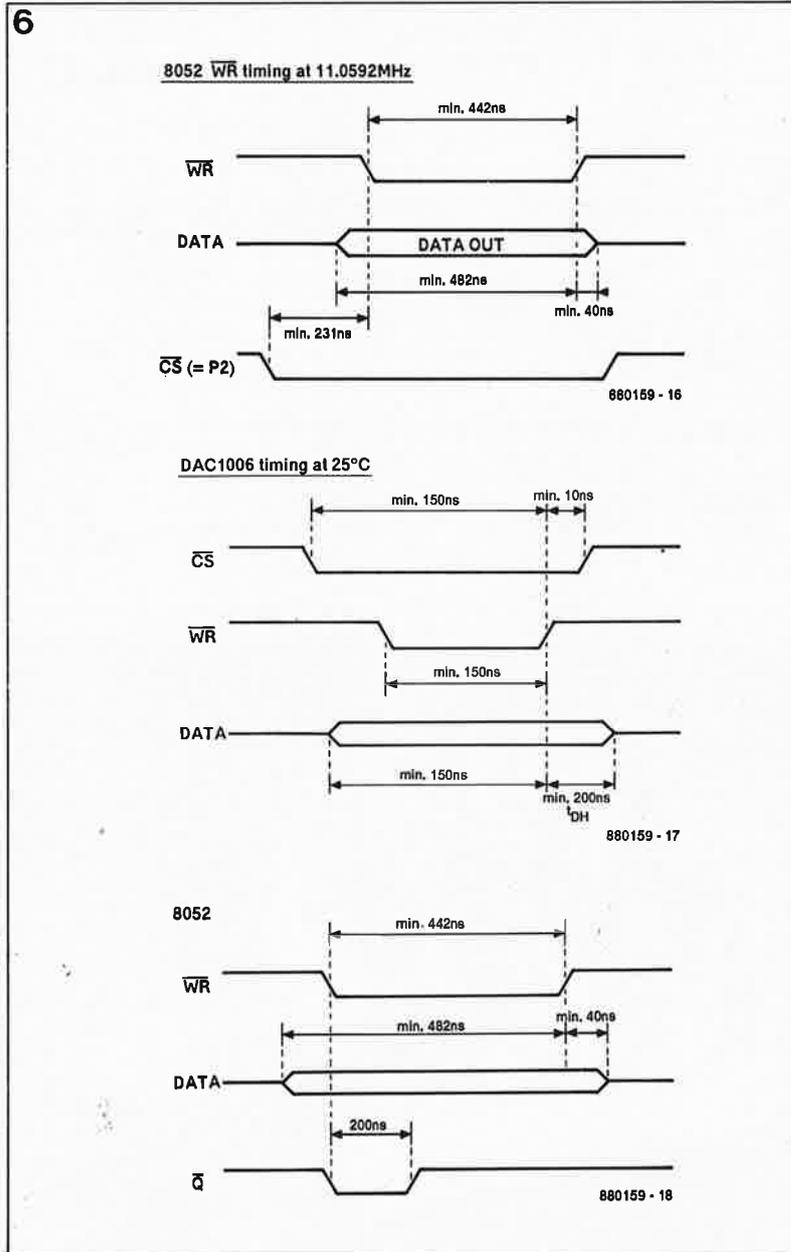 6
8052 WR timing at 11.0592MHz
min. 442ns
WR
DATA
DATA OUT
min. 482ns
min. 40ns
min. 231ns
CS (= P2)
880159 - 16
DAC1006 timing at 25°C
min. 150ns
min. 10ns
CS
WR
min. 150ns
DATA
min. 150ns
min. 200ns
tDH
880159 - 17
8052
min. 442ns
WR
min. 482ns
min. 40ns
DATA
200ns
Q
880159 - 18